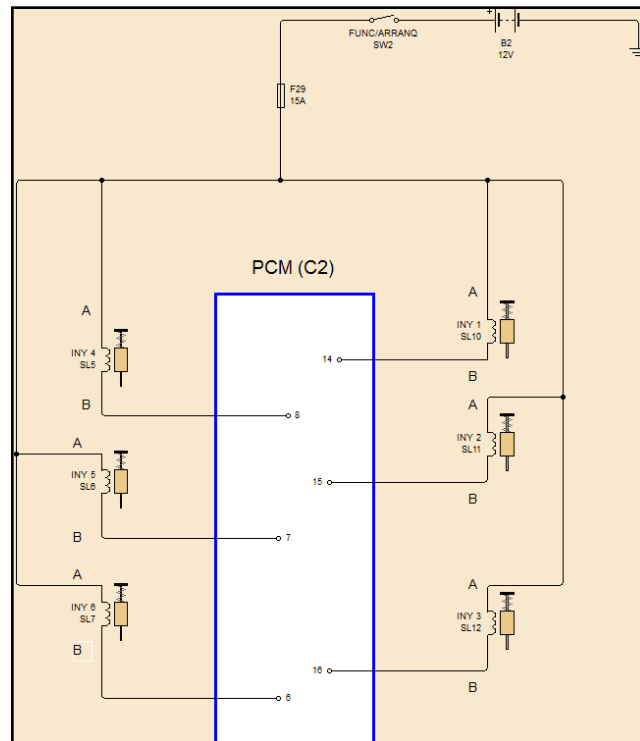 +
FUNC/ARRANQ
SW2
B2
12V
F29
15A
PCM (C2)
A
INY 4
SL5
B
8
A
INY 5
SL6
B
7
A
INY 6
SL7
B
6
A
INY 1
SL10
14
B
A
INY 2
SL11
15
B
A
INY 3
SL12
16
B